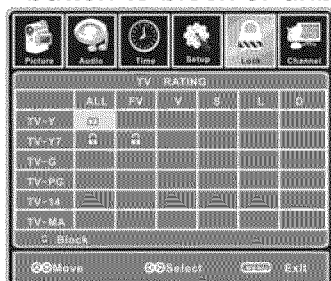 Picture Audio Time Setup Lock Channel
TV RATING
ALL FV V S L D
TV-Y
TV-Y7
TV-G
TV-PG
TV-14
TV-MA
Block
Move Select MENU Exit